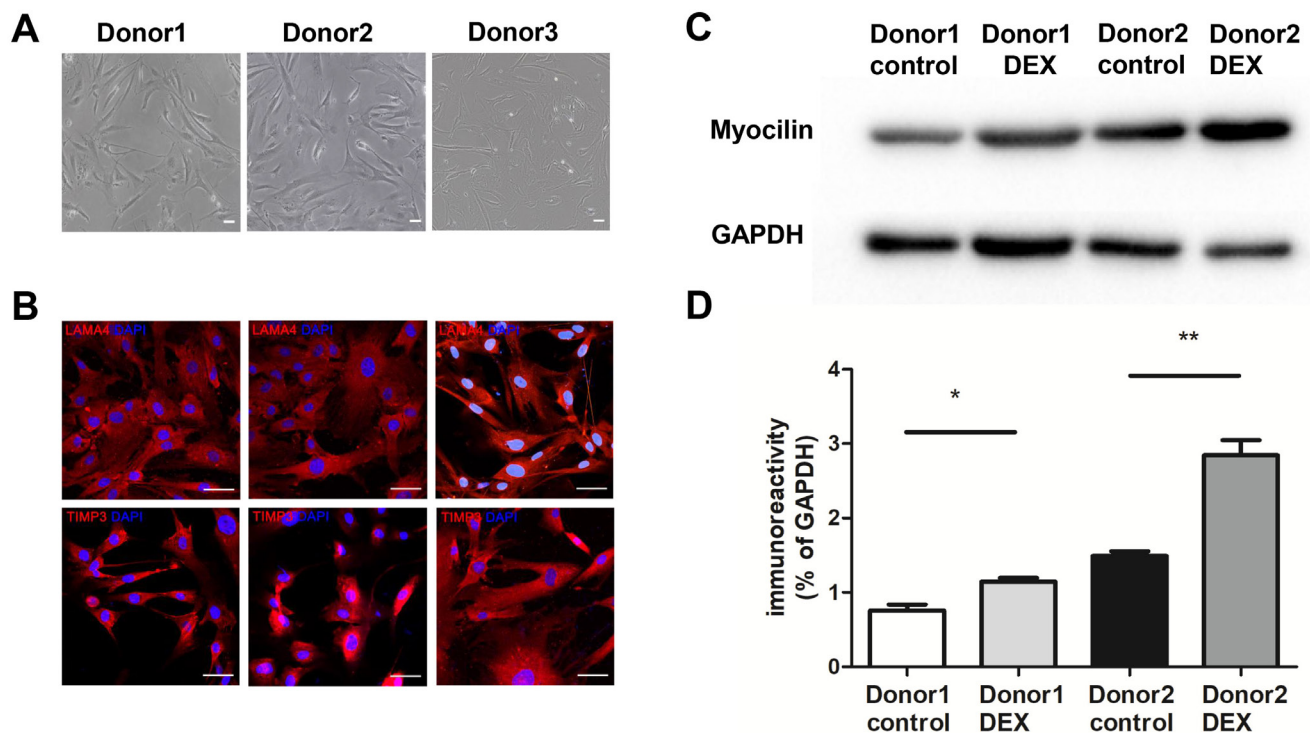 A
Donor1 Donor2 Donor3
B
LAMA4 DAPI LAMA4 DAPI LAMA4 DAPI
TIMP3 DAPI TIMP3 DAPI TIMP3 DAPI
C
Donor1 Donor1 Donor2 Donor2
control DEX control DEX
Myocilin
GAPDH
D
immunoreactivity
(% of GAPDH)
4
3
2
1
0
*
**
Donor1 Donor1 Donor2 Donor2
control DEX control DEX